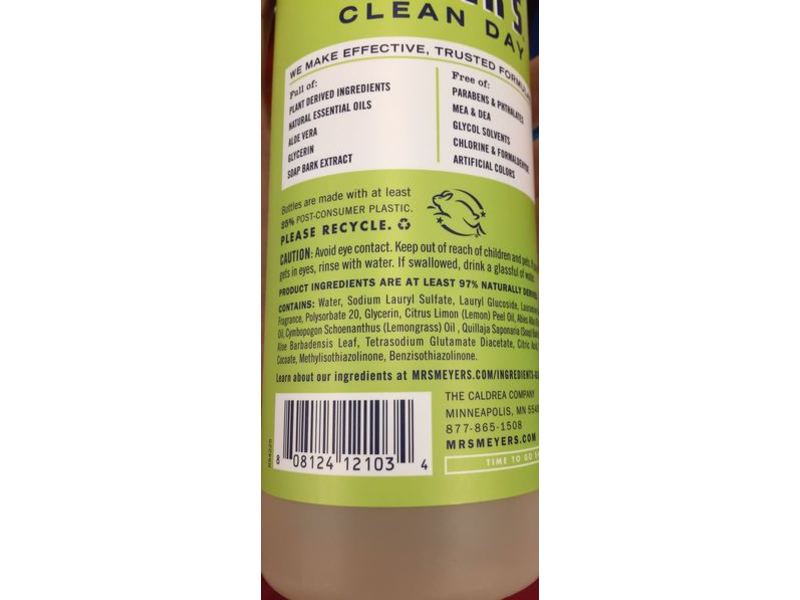 CLEAN DAY
WE MAKE EFFECTIVE, TRUSTED
Full of:
PLANT DERIVED INGREDIENTS
NATURAL ESSENTIAL OILS
ALOE VERA
GLYCERIN
SOAP BARK EXTRACT
Free of:
PARABENS & PHTHALATES
MEA & DEA
GLYCOL SOLVENTS
CHLORINE & FORMALDEHYDE
ARTIFICIAL COLORS
Bottles are made with at least
25% POST-CONSUMER PLASTIC.
PLEASE RECYCLE.
CAUTION: Avoid eye contact. Keep out of reach of children and pets.
gets in eyes, rinse with water. If swallowed, drink a glassful of
PRODUCT INGREDIENTS ARE AT LEAST 97% NATURALLY
CONTAINS: Water, Sodium Lauryl Sulfate, Lauryl Glucoside,
Fragrance, Polysorbate 20, Glycerin, Citrus Limon (Lemon) Peel Oil, Abies
Oil, Cymbopogon Schoenanthus (Lemongrass) Oil, Quillaja Saponaria (Soap)
Aloe Barbadensis Leaf, Tetrasodium Glutamate Diacetate, Citric
Cocoate, Methylisothiazolinone, Benzisothiazolinone.
Learn about our ingredients at MRSMEYERS.COM/INGREDIENTS
THE CALDREA COMPANY
MINNEAPOLIS, MN
877-865-1508
MRSMEYERS.COM
TIME TO GO
8 08124 12103 4